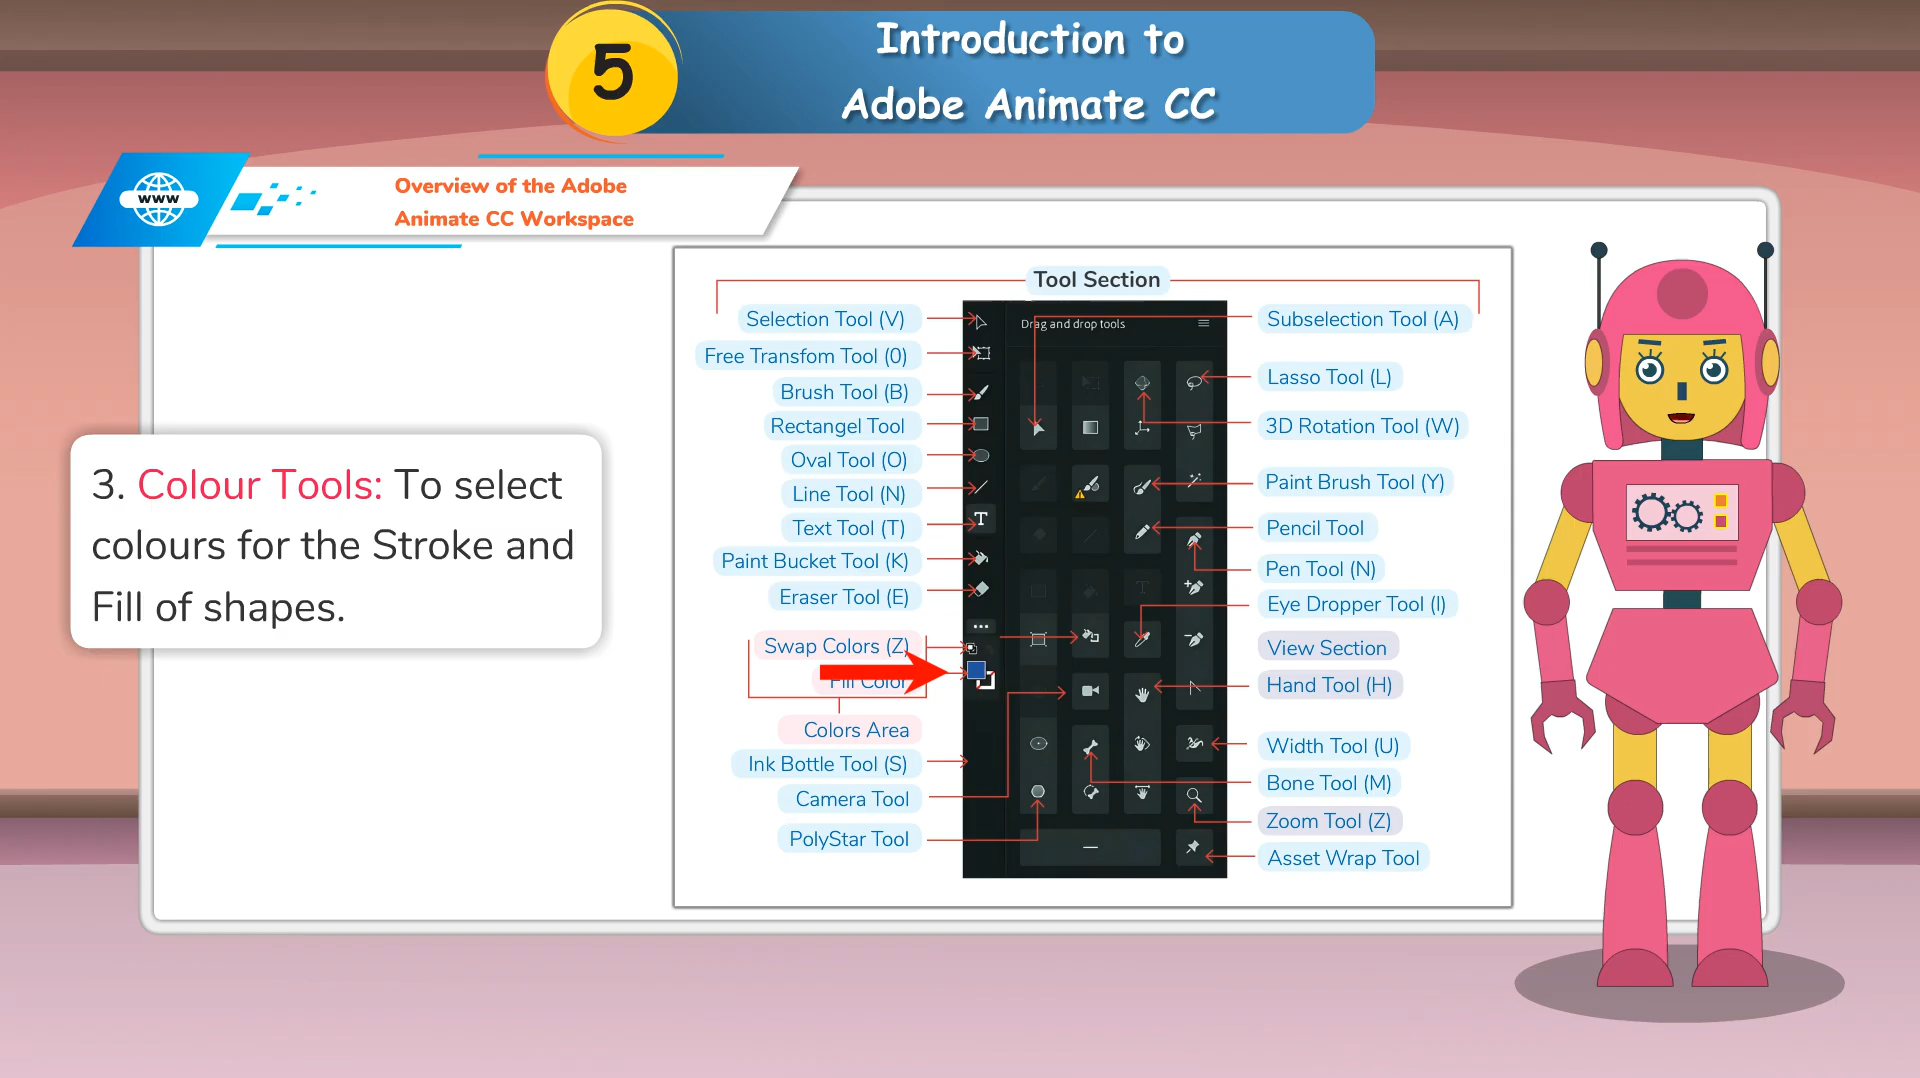 5
Introduction to
Adobe Animate CC
www
Overview of the Adobe
Animate CC Workspace
3. Colour Tools: To select
colours for the Stroke and
Fill of shapes.
Tool Section
Selection Tool (V)
Free Transfom Tool (0)
Brush Tool (B)
Rectangel Tool
Oval Tool (O)
Line Tool (N)
Text Tool (T)
Paint Bucket Tool (K)
Eraser Tool (E)
Swap Colors (Z)
Fill Color
Colors Area
Ink Bottle Tool (S)
Camera Tool
PolyStar Tool
Drag and drop tools
Subselection Tool (A)
Lasso Tool (L)
3D Rotation Tool (W)
Paint Brush Tool (Y)
Pencil Tool
Pen Tool (N)
Eye Dropper Tool (I)
View Section
Hand Tool (H)
Width Tool (U)
Bone Tool (M)
Zoom Tool (Z)
Asset Wrap Tool